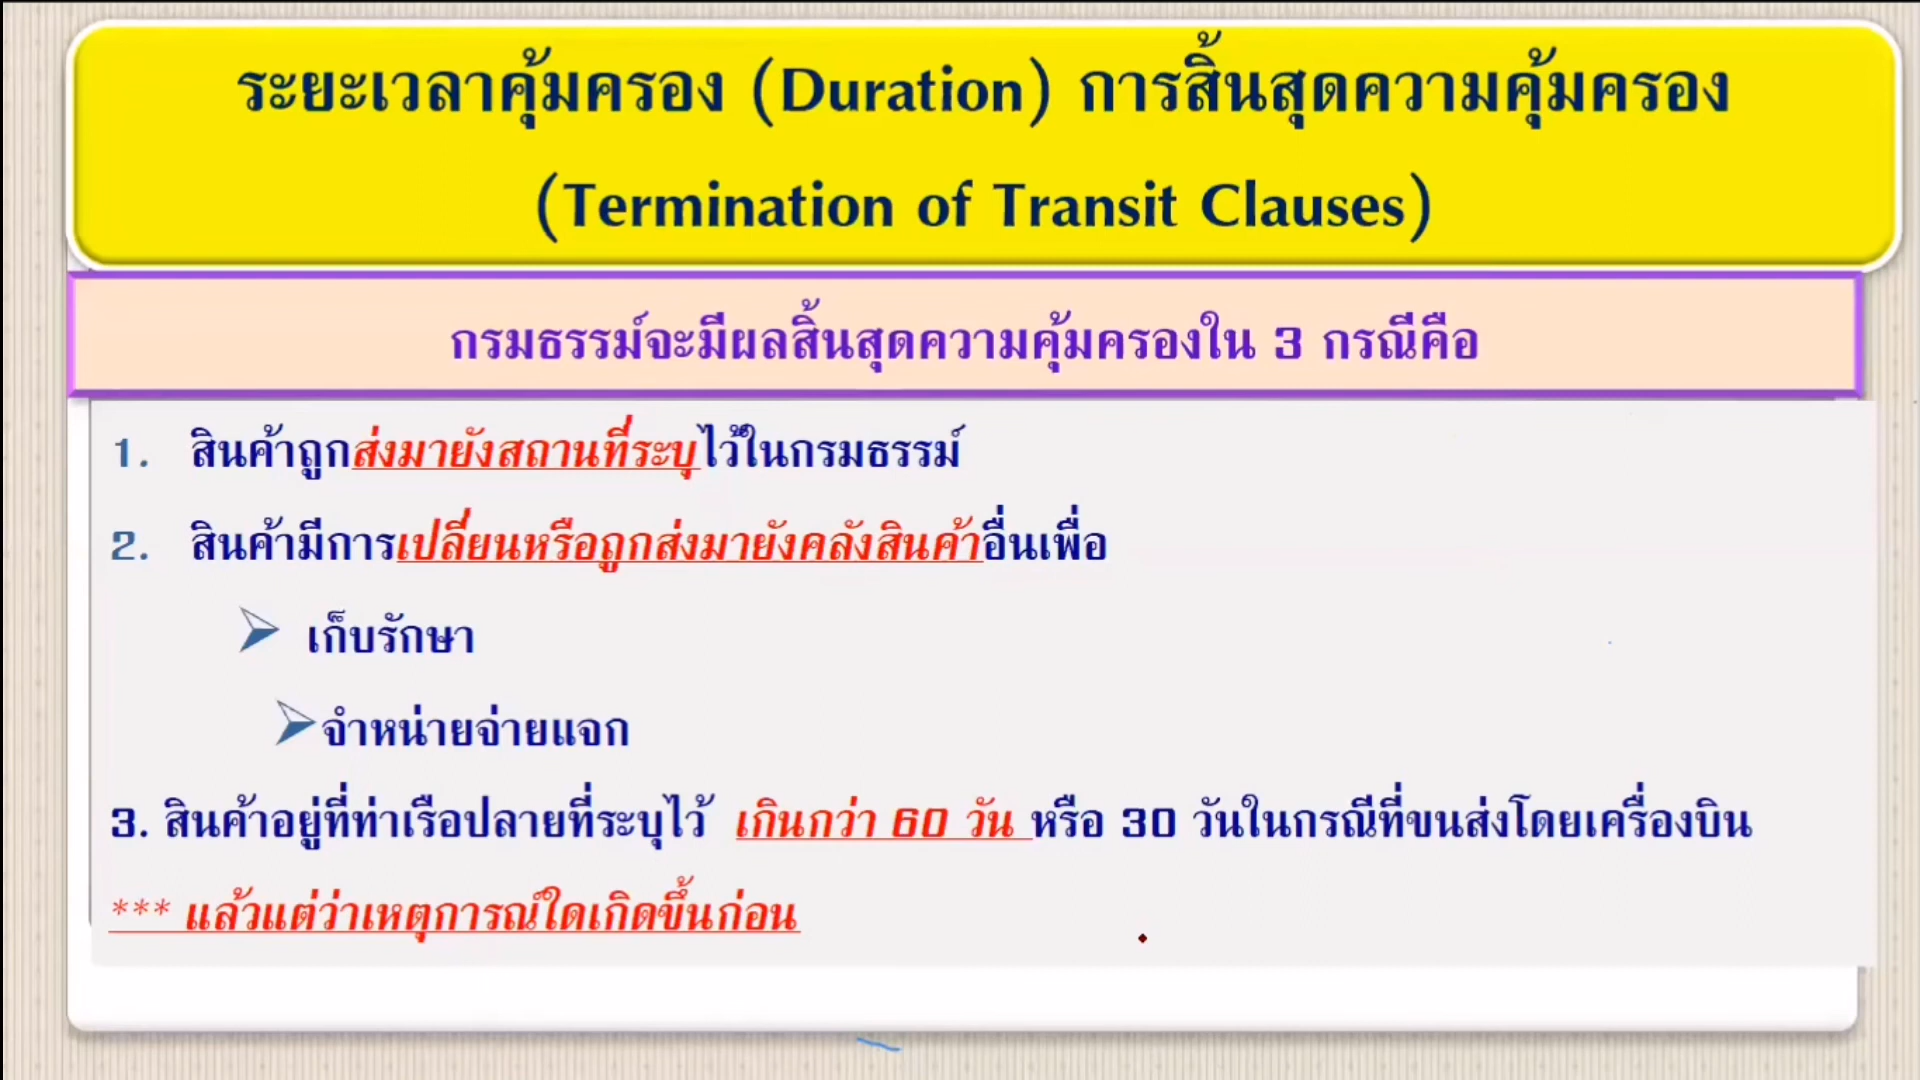 ระยะเวลาคุ้มครอง (Duration) การสิ้นสุดความคุ้มครอง
(Termination of Transit Clauses)
กรมธรรม์จะมีผลสิ้นสุดความคุ้มครองใน 3 กรณีคือ
1. สินค้าถูกส่งมายังสถานที่ระบุไว้ในกรมธรรม์
2. สินค้ามีการเปลี่ยนหรือถูกส่งมายังคลังสินค้าอื่นเพื่อ
➢ เก็บรักษา
➢จำหน่ายจ่ายแจก
3. สินค้าอยู่ที่ท่าเรือปลายที่ระบุไว้ เกินกว่า 60 วัน หรือ 30 วันในกรณีที่ขนส่งโดยเครื่องบิน
*** แล้วแต่ว่าเหตุการณ์ใดเกิดขึ้นก่อน